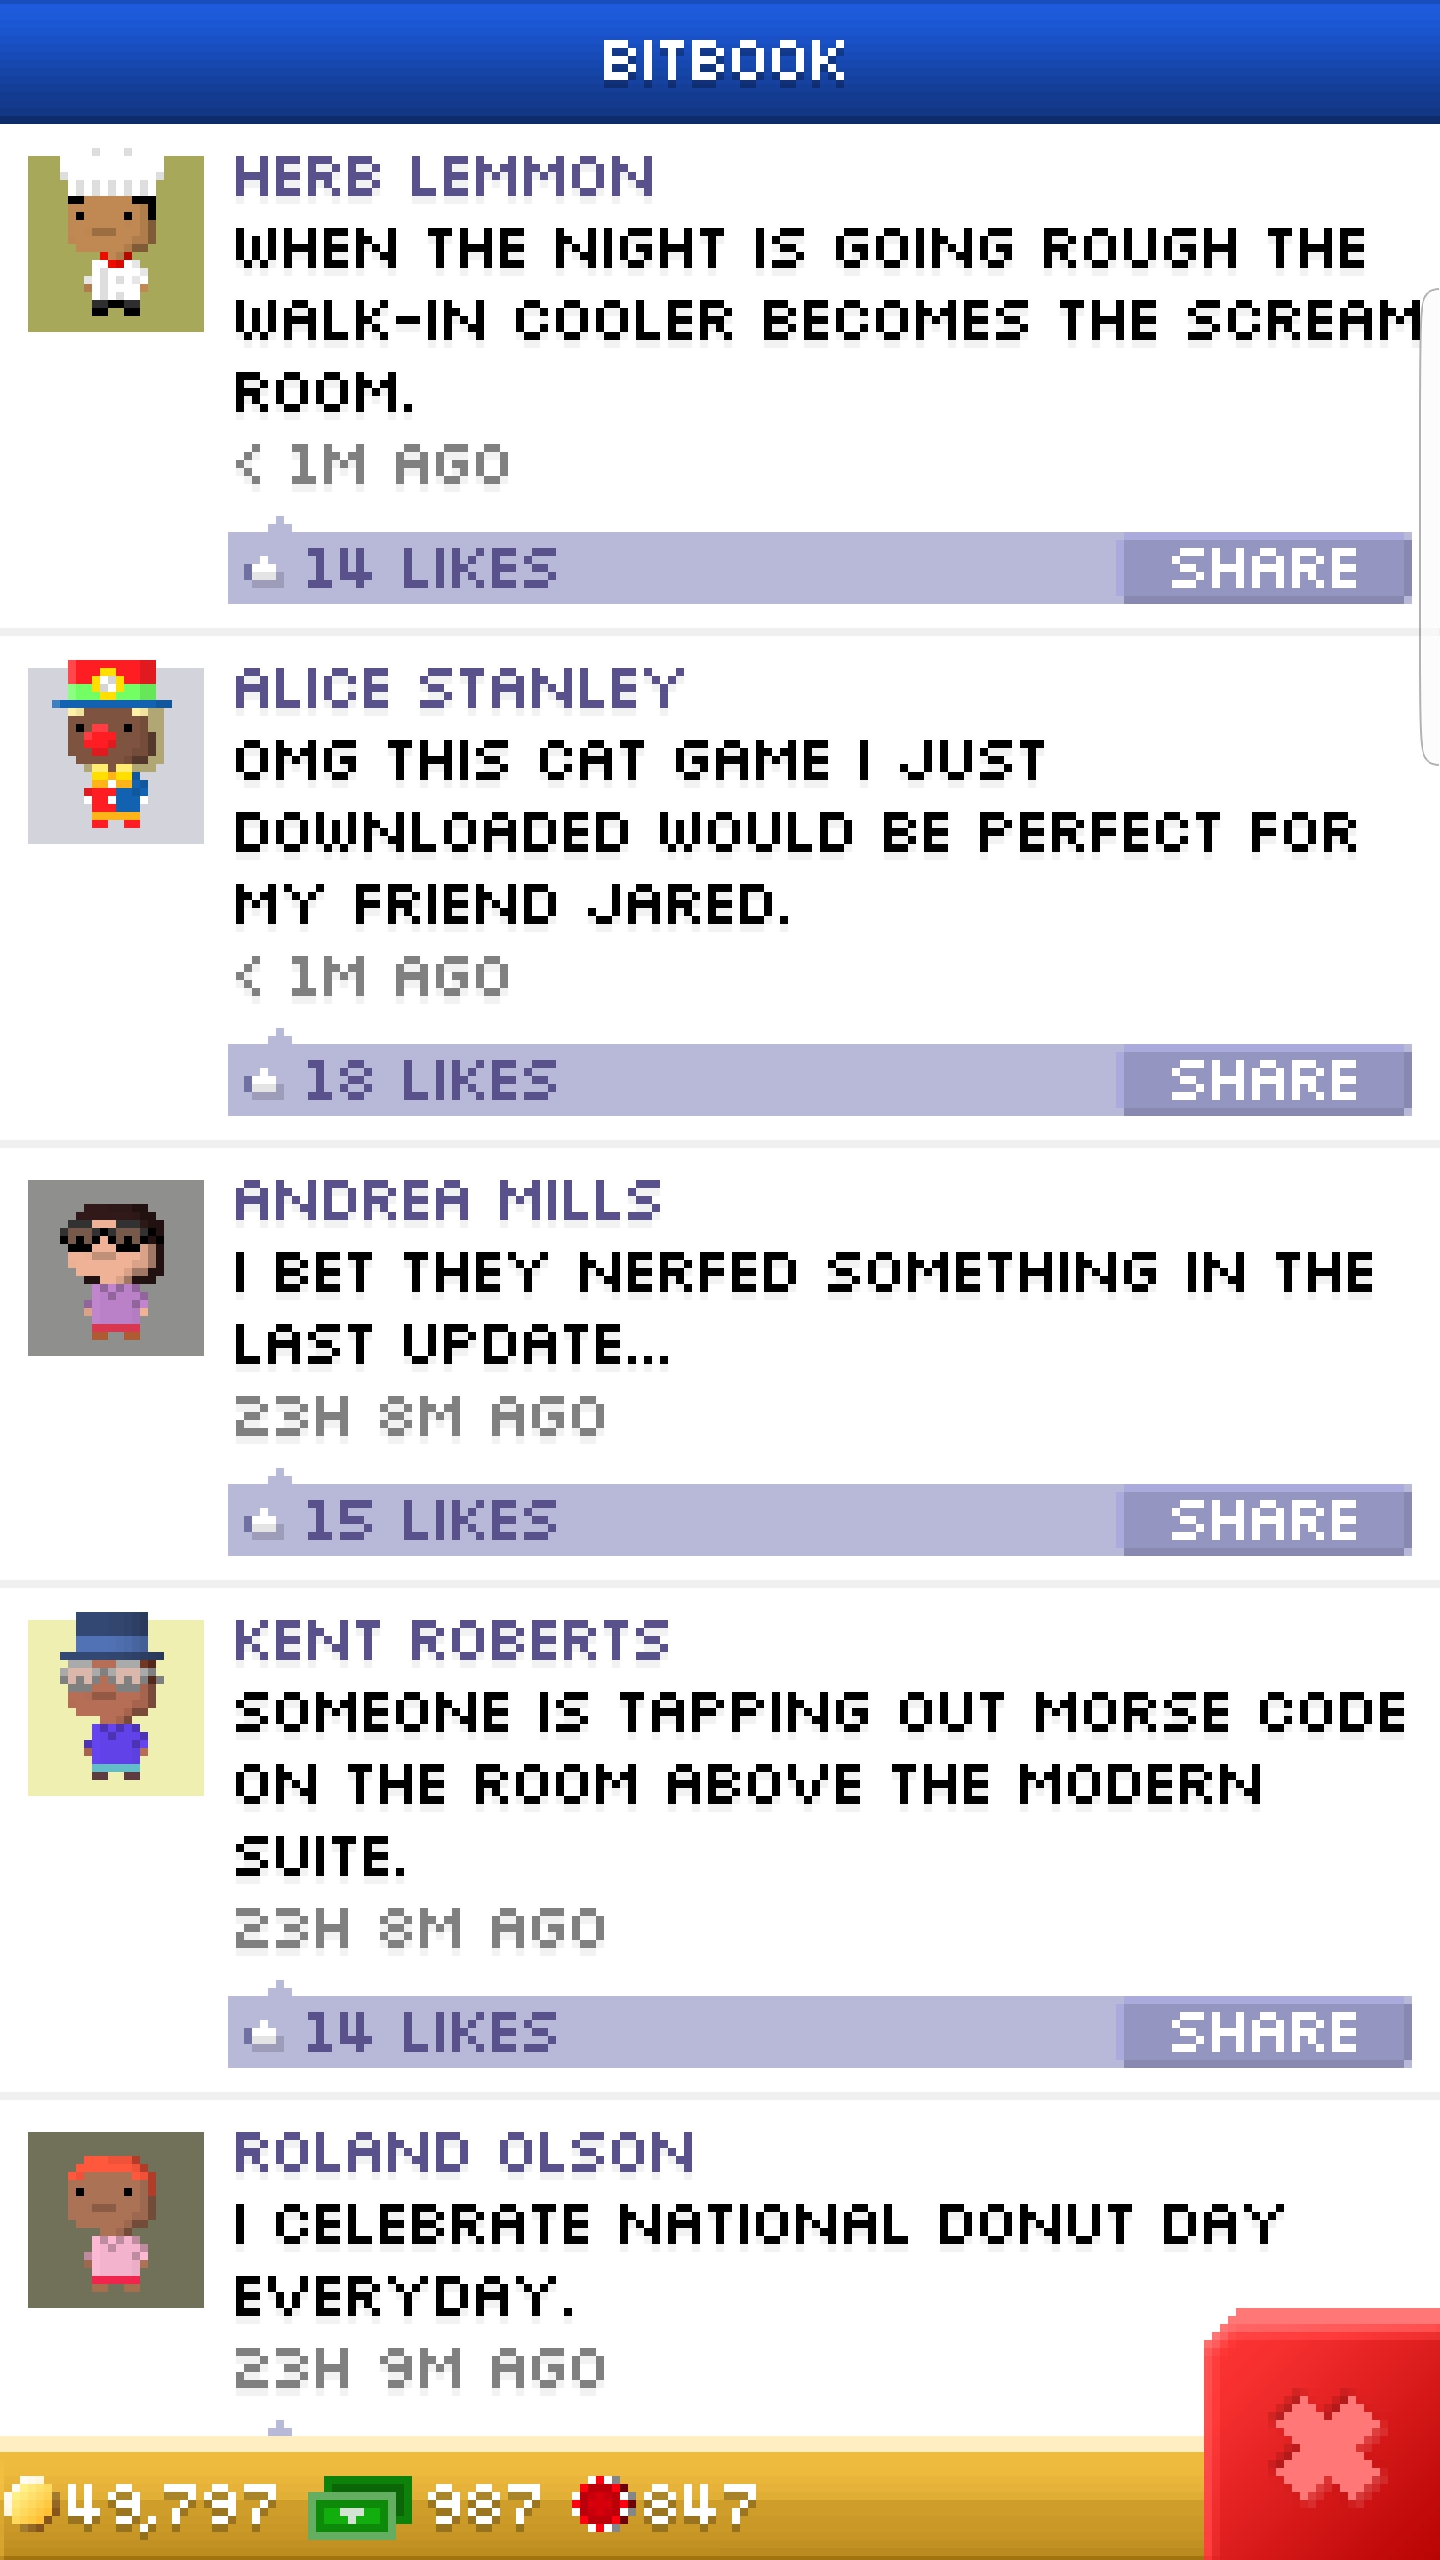 BITBOOK
HERB LEMMON
WHEN THE NIGHT IS GOING ROUGH THE
WALK-IN COOLER BECOMES THE SCREAM
ROOM.
< 1M AGO
14 LIKES SHARE
ALICE STANLEY
OMG THIS CAT GAME I JUST
DOWNLOADED WOULD BE PERFECT FOR
MY FRIEND JARED.
< 1M AGO
18 LIKES SHARE
ANDREA MILLS
I BET THEY NERFED SOMETHING IN THE
LAST UPDATE...
23H 8M AGO
15 LIKES SHARE
KENT ROBERTS
SOMEONE IS TAPPING OUT MORSE CODE
ON THE ROOM ABOVE THE MODERN
SUITE.
23H 8M AGO
14 LIKES SHARE
ROLAND OLSON
I CELEBRATE NATIONAL DONUT DAY
EVERYDAY.
23H 9M AGO
49,797 987 847